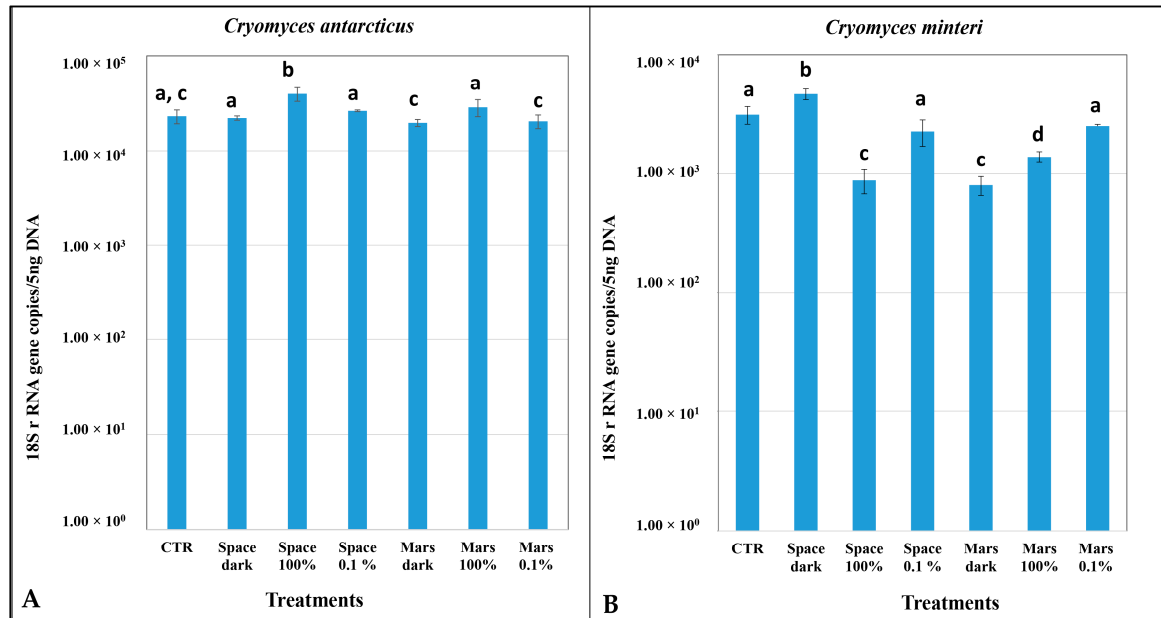 Cryomyces antarcticus
1.00 × 10⁵
1.00 × 10⁴
1.00 × 10³
1.00 × 10²
1.00 × 10¹
1.00 × 10⁰
18S r RNA gene copies/5ng DNA
a, c
a
b
a
c
a
c
CTR
Space dark
Space 100%
Space 0.1 %
Mars dark
Mars 100%
Mars 0.1%
Treatments
A
Cryomyces minteri
1.00 × 10⁴
1.00 × 10³
1.00 × 10²
1.00 × 10¹
1.00 × 10⁰
18S r RNA gene copies/5ng DNA
a
b
c
a
c
d
a
CTR
Space dark
Space 100%
Space 0.1 %
Mars dark
Mars 100%
Mars 0.1%
Treatments
B